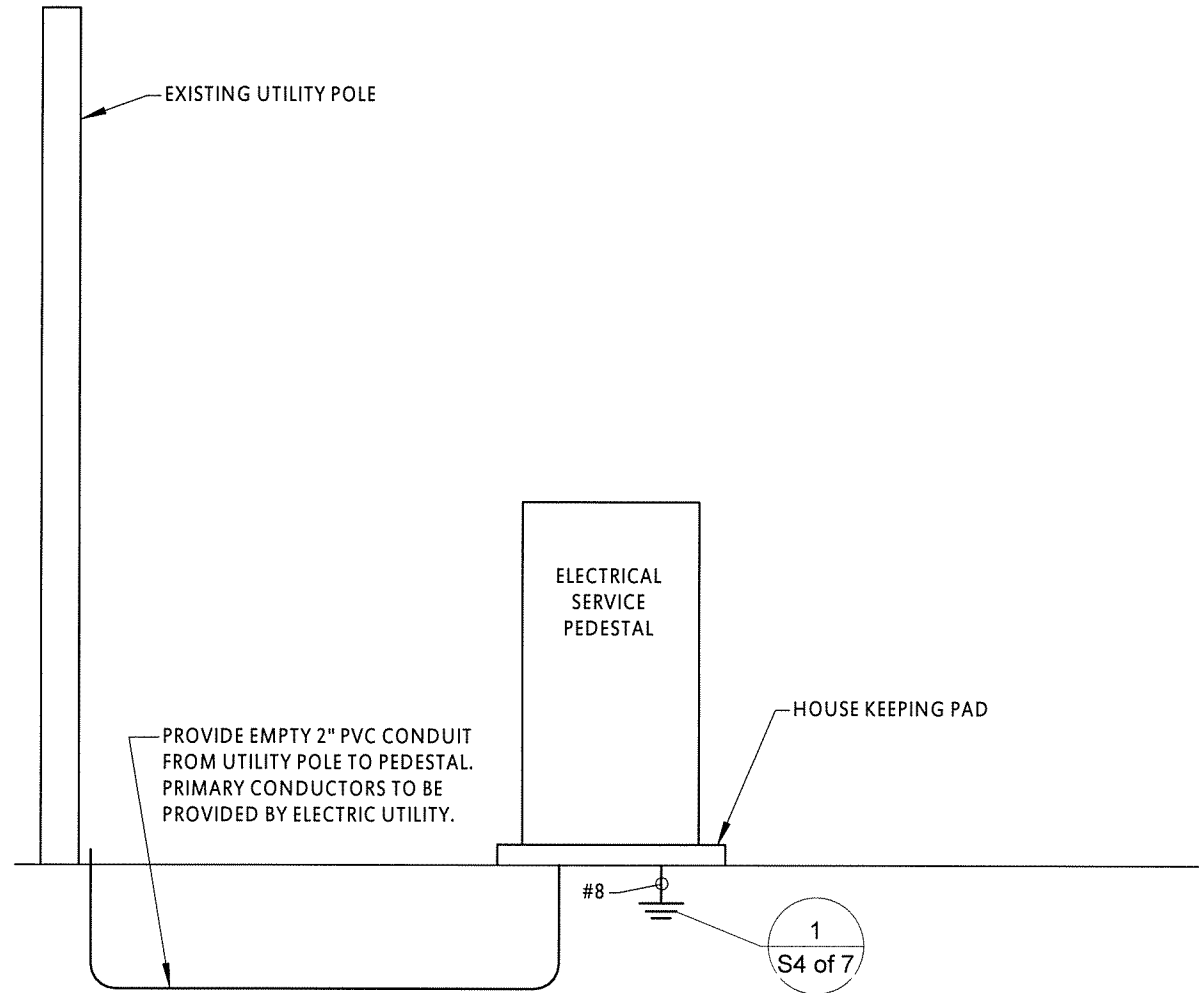 EXISTING UTILITY POLE
ELECTRICAL
SERVICE
PEDESTAL
HOUSE KEEPING PAD
PROVIDE EMPTY 2" PVC CONDUIT
FROM UTILITY POLE TO PEDESTAL.
PRIMARY CONDUCTORS TO BE
PROVIDED BY ELECTRIC UTILITY.
#8
1
S4 of 7